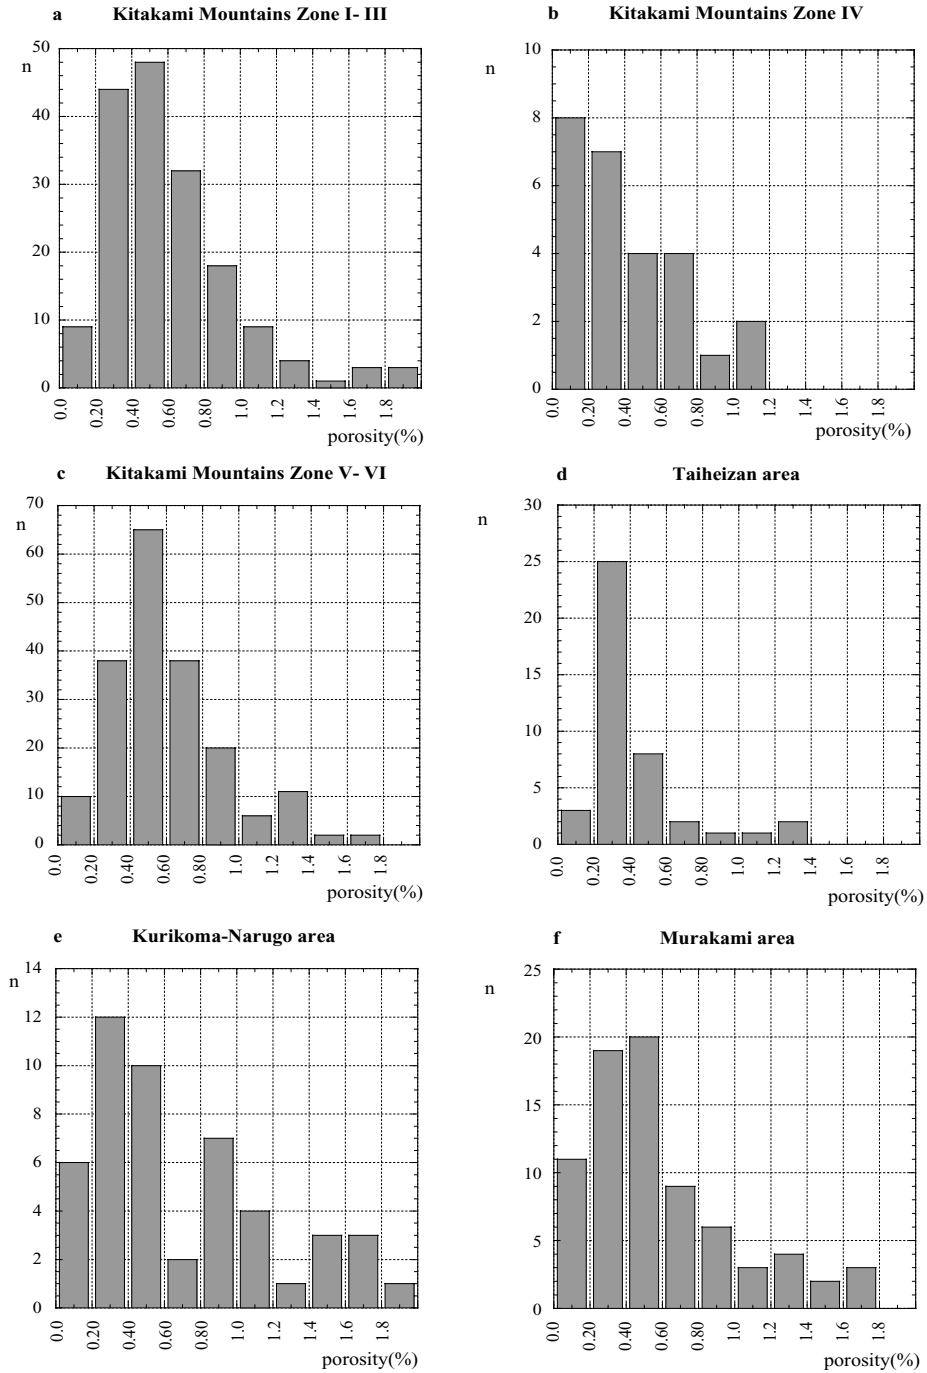 a Kitakami Mountains Zone I- III
n
50
40
30
20
10
0
0.0 0.20 0.40 0.60 0.80 1.0 1.2 1.4 1.6 1.8
porosity(%)
b Kitakami Mountains Zone IV
n
10
8
6
4
2
0
0.0 0.20 0.40 0.60 0.80 1.0 1.2 1.4 1.6 1.8
porosity(%)
c Kitakami Mountains Zone V- VI
n
70
60
50
40
30
20
10
0
0.0 0.20 0.40 0.60 0.80 1.0 1.2 1.4 1.6 1.8
porosity(%)
d Taiheizan area
n
30
25
20
15
10
5
0
0.0 0.20 0.40 0.60 0.80 1.0 1.2 1.4 1.6 1.8
porosity(%)
e Kurikoma-Narugo area
n
14
12
10
8
6
4
2
0
0.0 0.20 0.40 0.60 0.80 1.0 1.2 1.4 1.6 1.8
porosity(%)
f Murakami area
n
25
20
15
10
5
0
0.0 0.20 0.40 0.60 0.80 1.0 1.2 1.4 1.6 1.8
porosity(%)